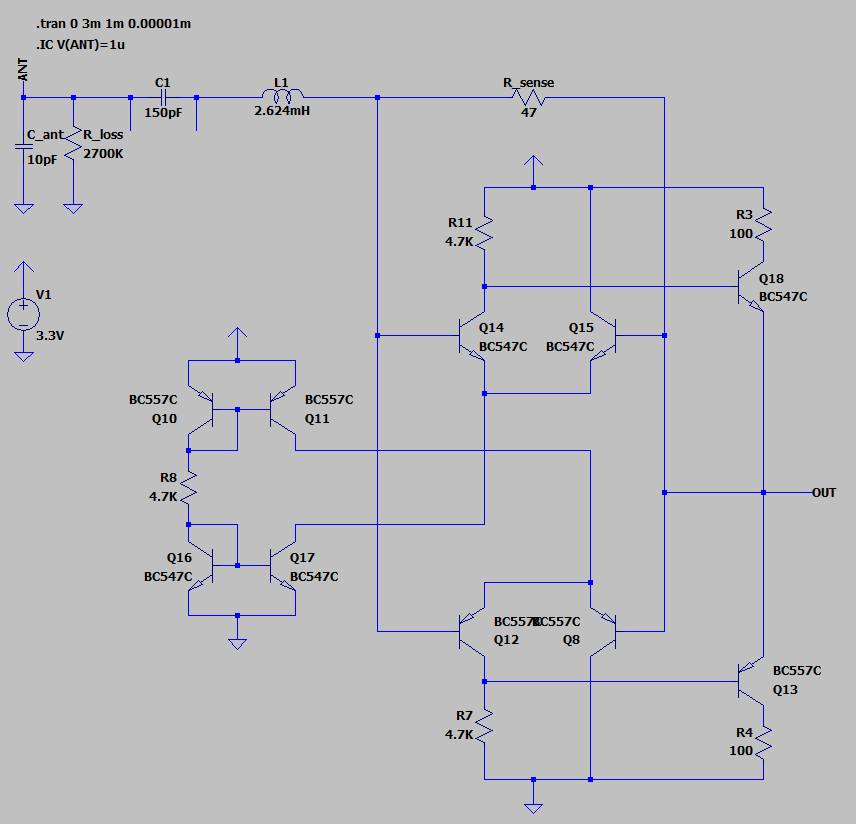 .tran 0 3m 1m 0.00001m
.IC V(ANT)=1u
ANT
C1
150pF
L1
2.624mH
R_sense
47
C_ant
10pF
R_loss
2700K
V1
3.3V
R11
4.7K
R3
100
Q18
BC547C
Q14
BC547C
Q15
BC547C
BC557C
Q10
BC557C
Q11
R8
4.7K
OUT
Q16
BC547C
Q17
BC547C
BC557C
Q12
BC557C
Q8
BC557C
Q13
R7
4.7K
R4
100